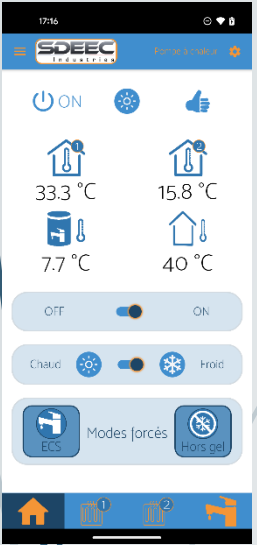 17:16
SDEEC
Industries
Pompe à chaleur
ON
1
2
33.3 °C
15.8 °C
7.7 °C
40 °C
OFF
ON
Chaud
Froid
ECS
Modes forcés
Hors gel
1
2